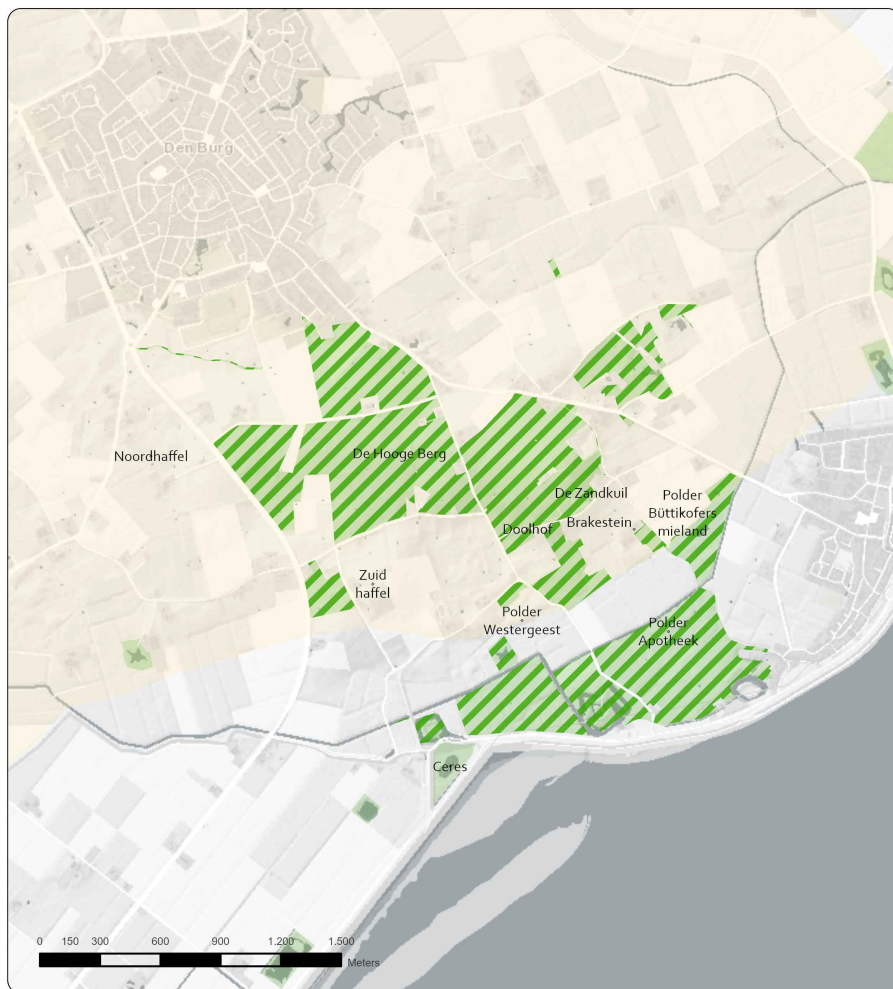 Den Burg
Noordhaffel
De Hooge Berg
De Zandkuil
Polder
Büttikofers
mieland
Brakestein
Doolhof
Zuid
haffel
Polder
Westergeest
Polder
Apotheek
Ceres
0 150 300 600 900 1.200 1.500
Meters